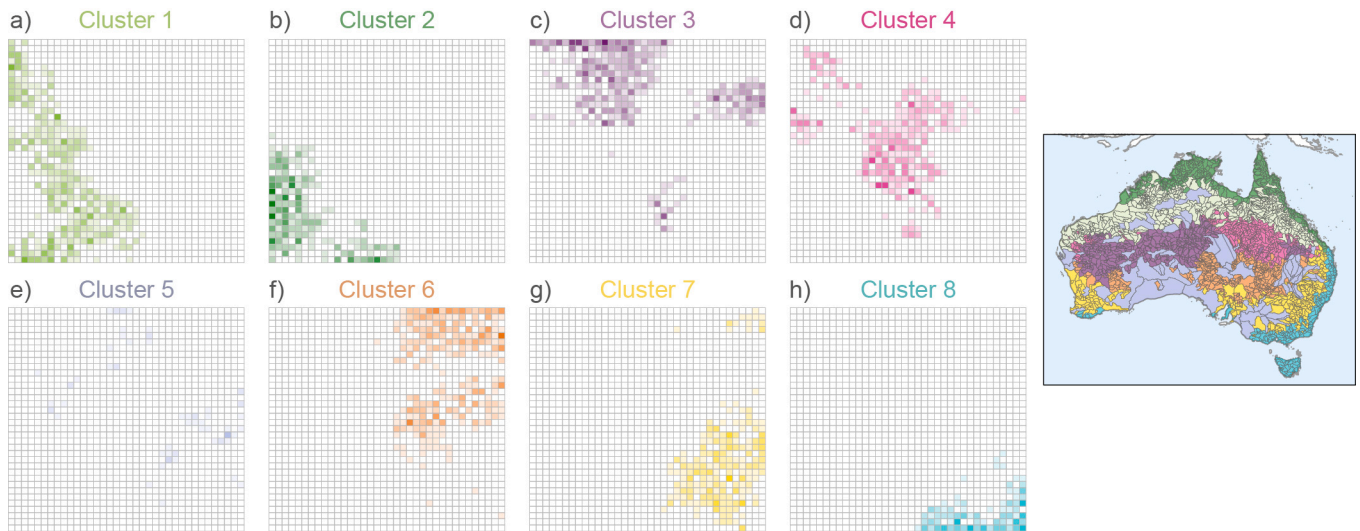 a) Cluster 1
b) Cluster 2
c) Cluster 3
d) Cluster 4
e) Cluster 5
f) Cluster 6
g) Cluster 7
h) Cluster 8